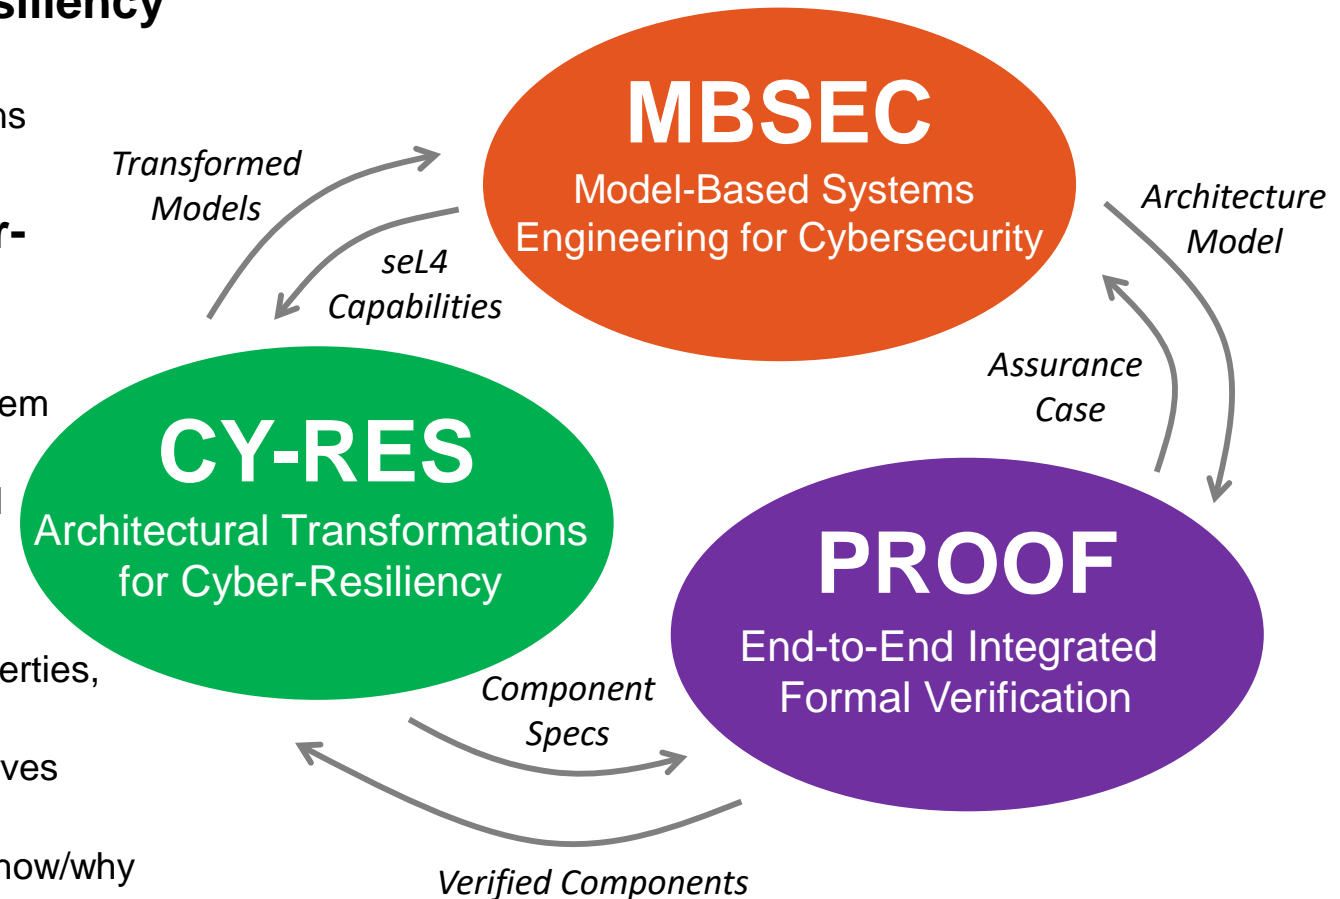 siliency
ns
r-
em
erties,
ves
how/why
MBSEC
Model-Based Systems
Engineering for Cybersecurity
Transformed
Models
seL4
Capabilities
Architecture
Model
Assurance
Case
CY-RES
Architectural Transformations
for Cyber-Resiliency
PROOF
End-to-End Integrated
Formal Verification
Component
Specs
Verified Components